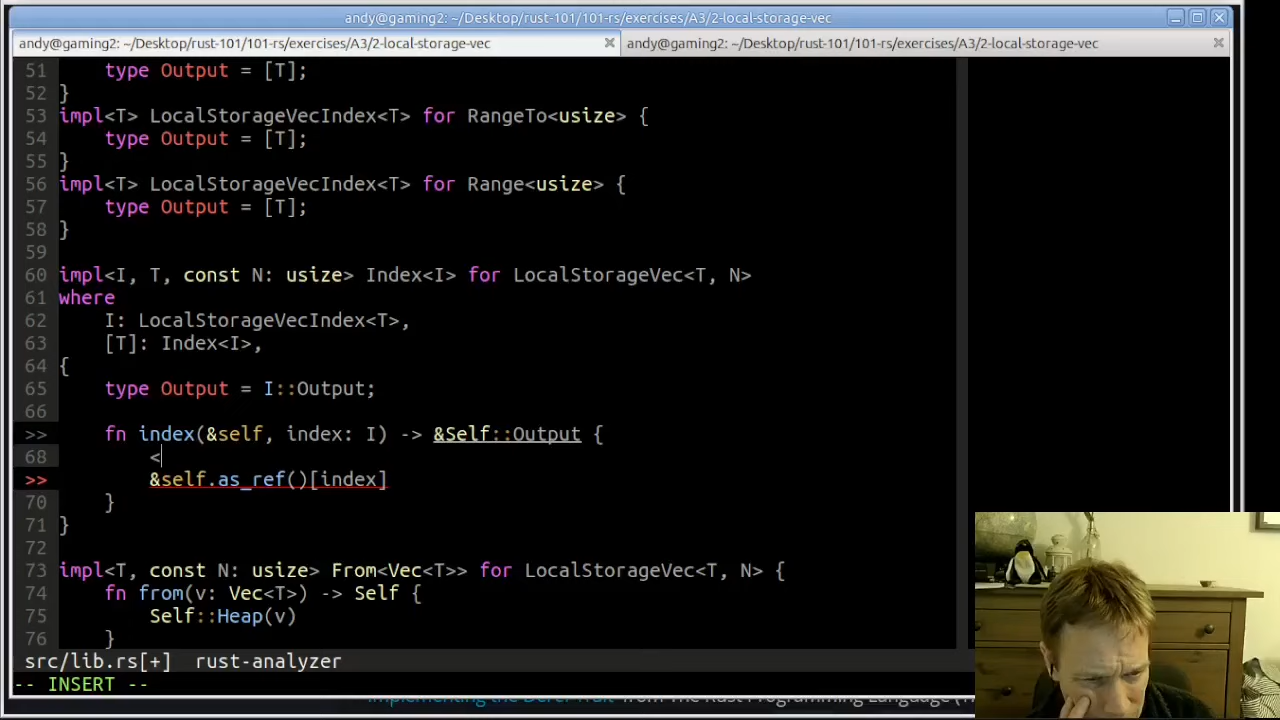 andy@gaming2: ~/Desktop/rust-101/101-rs/exercises/A3/2-local-storage-vec
andy@gaming2: ~/Desktop/rust-101/101-rs/exercises/A3/2-local-storage-vec
andy@gaming2: ~/Desktop/rust-101/101-rs/exercises/A3/2-local-storage-vec
51     type Output = [T];
52 }
53 impl<T> LocalStorageVecIndex<T> for RangeTo<usize> {
54     type Output = [T];
55 }
56 impl<T> LocalStorageVecIndex<T> for Range<usize> {
57     type Output = [T];
58 }
59
60 impl<I, T, const N: usize> Index<I> for LocalStorageVec<T, N>
61 where
62     I: LocalStorageVecIndex<T>,
63     [T]: Index<I>,
64 {
65     type Output = I::Output;
66
>>     fn index(&self, index: I) -> &Self::Output {
68         <
>>         &self.as_ref()[index]
70     }
71 }
72
73 impl<T, const N: usize> From<Vec<T>> for LocalStorageVec<T, N> {
74     fn from(v: Vec<T>) -> Self {
75         Self::Heap(v)
76     }
src/lib.rs[+]  rust-analyzer
-- INSERT --